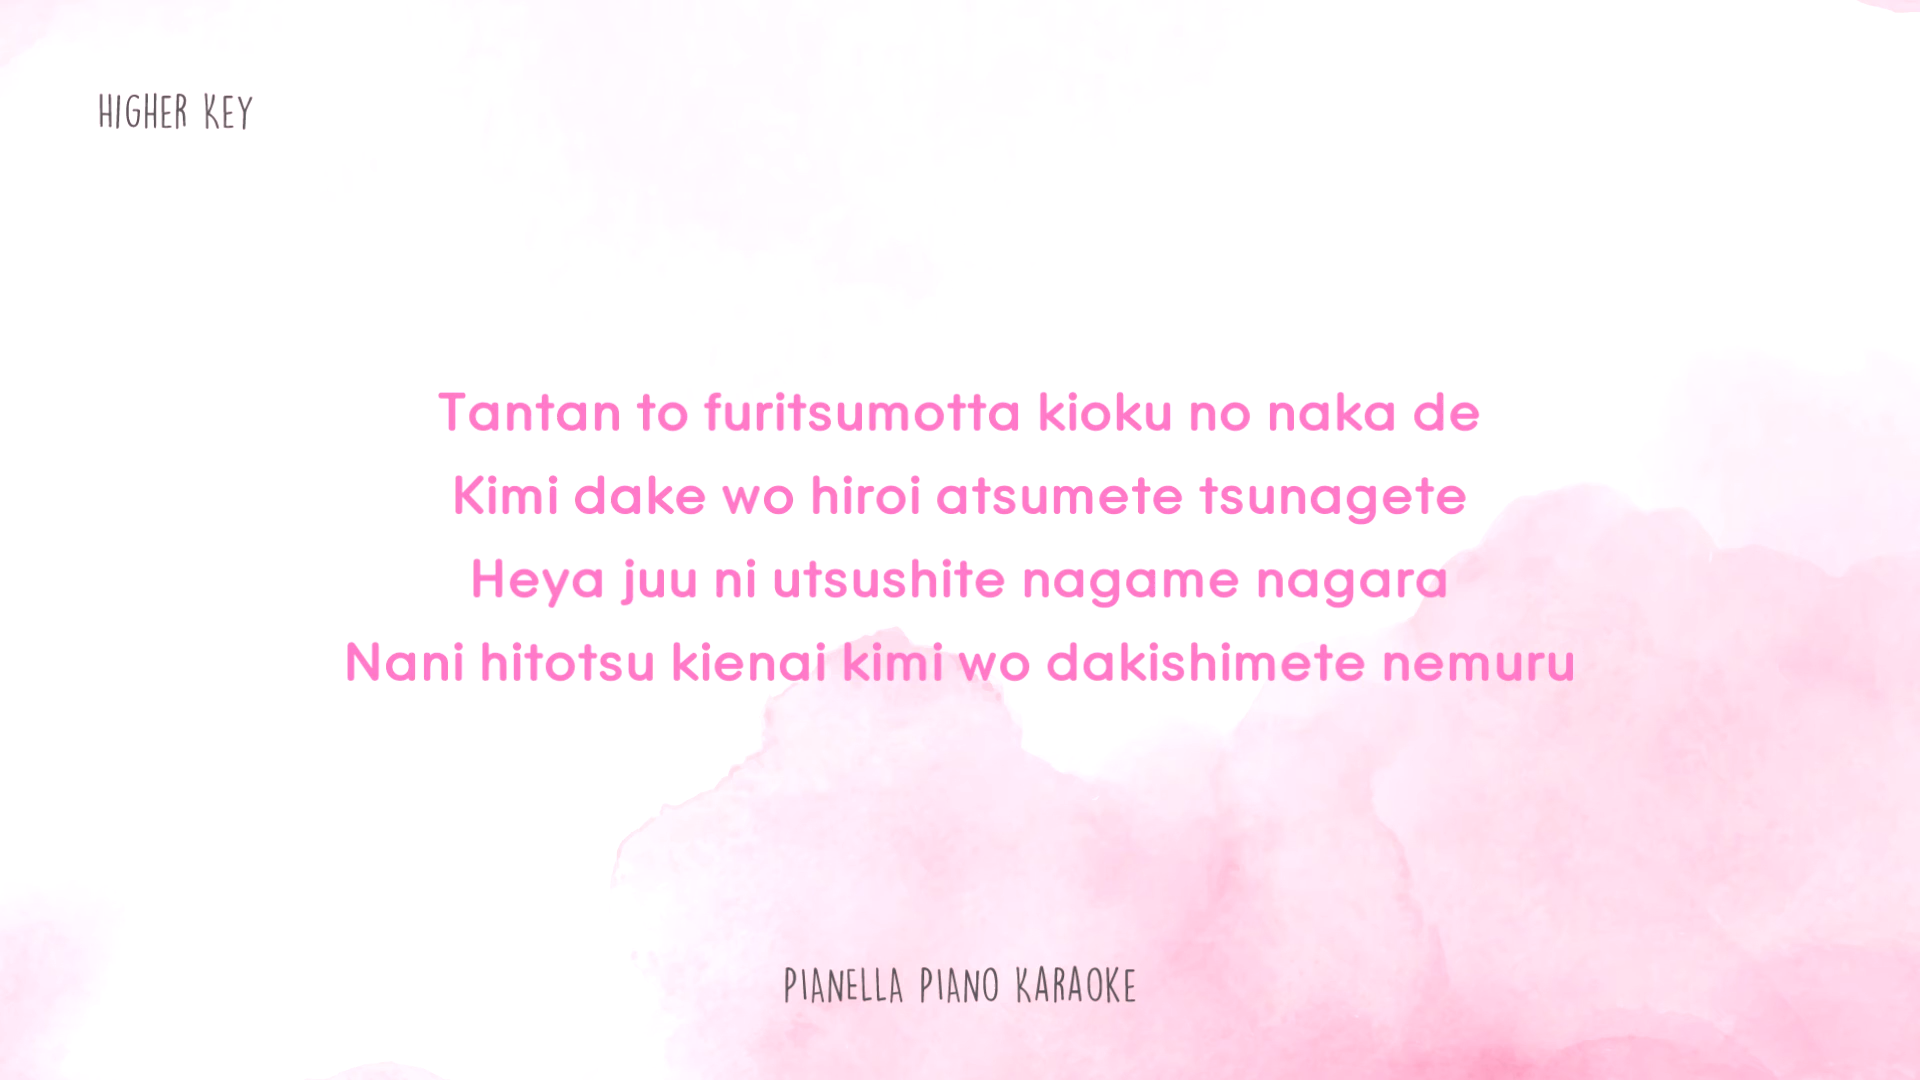 HIGHER KEY
Tantan to furitsumotta kioku no naka de
Kimi dake wo hiroi atsumete tsunagete
Heya juu ni utsushite nagame nagara
Nani hitotsu kienai kimi wo dakishimete nemuru
PIANELLA PIANO KARAOKE